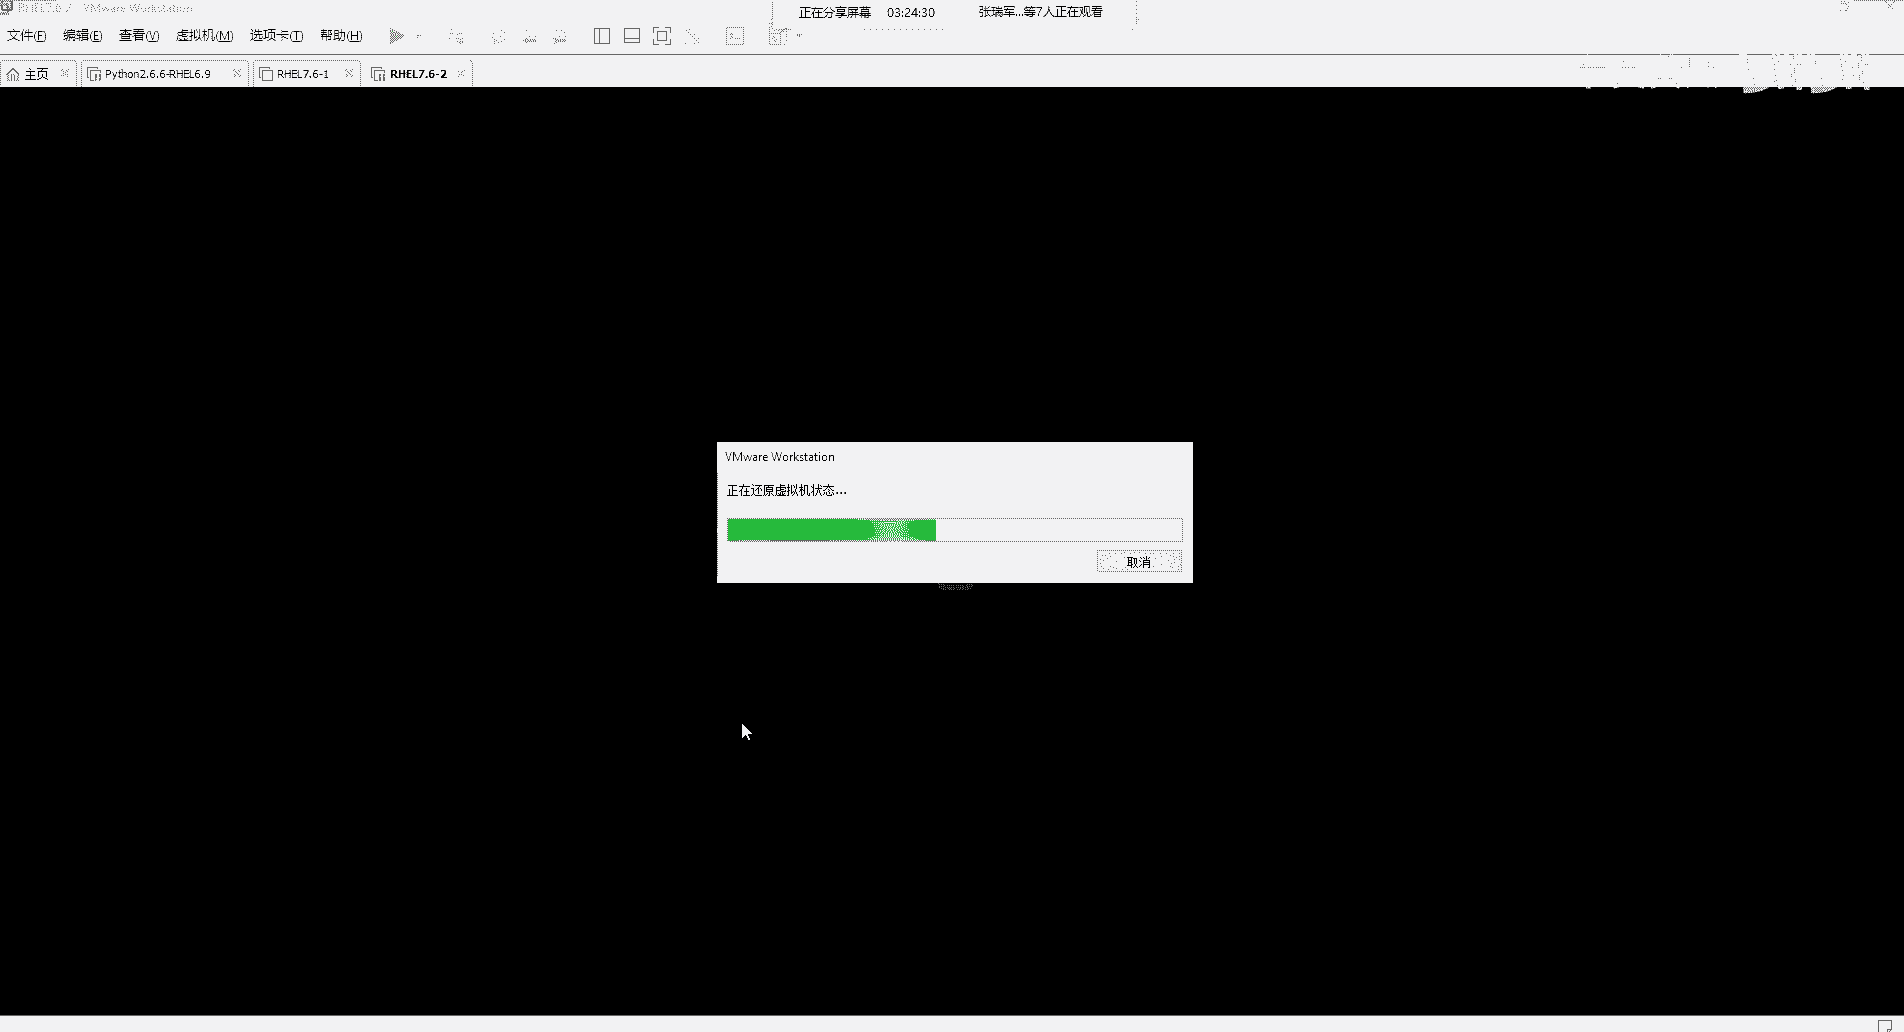 RHEL7.6-2 - VMware Workstation
正在分享屏幕 03:24:30 张瑞军...等7人正在观看
文件(F) 编辑(E) 查看(V) 虚拟机(M) 选项卡(T) 帮助(H)
主页 Python2.6.6-RHEL6.9 RHEL7.6-1 RHEL7.6-2
VMware Workstation
正在还原虚拟机状态...
取消